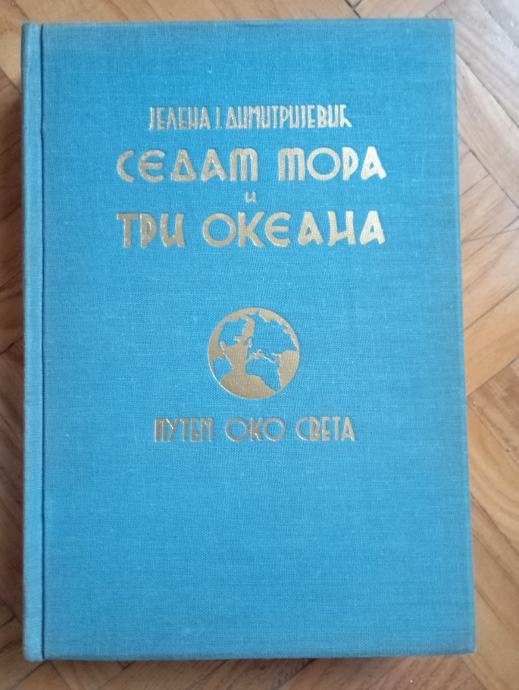 ЈЕЛЕНА Ј. ДИМИТРИЈЕВИЋ
СЕДАМ МОРА
и
ТРИ ОКЕАНА
ПУТЕМ ОКО СВЕТА